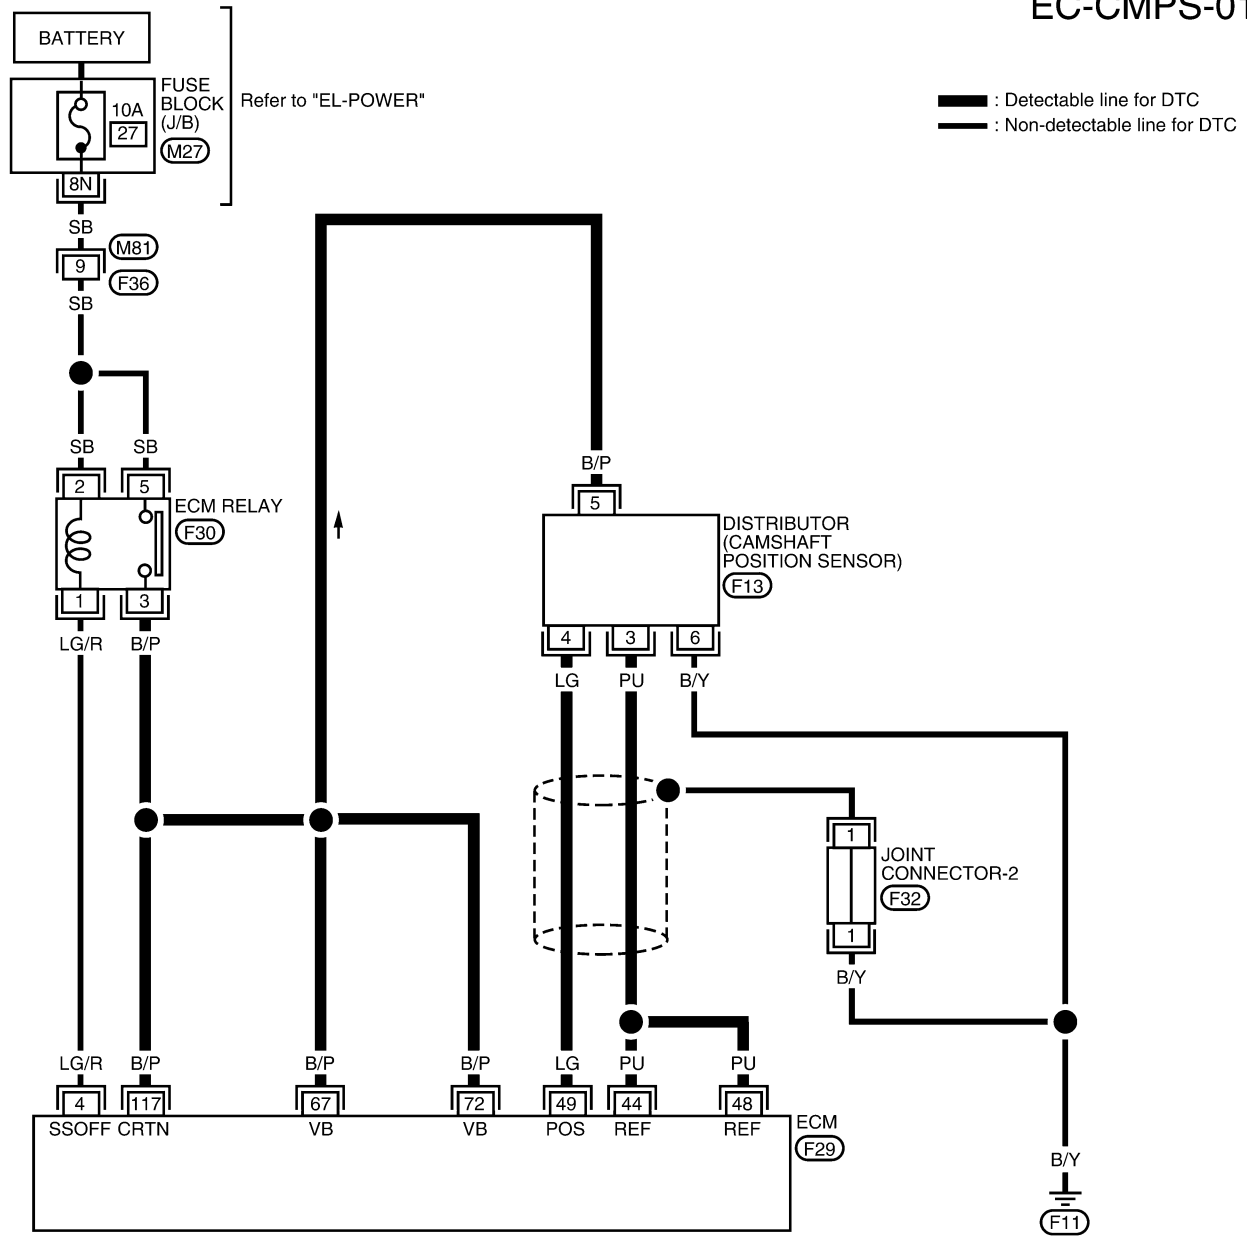 EC-CMPS-01
BATTERY
FUSE
BLOCK
(J/B)
10A
27
M27
Refer to "EL-POWER"
: Detectable line for DTC
: Non-detectable line for DTC
8N
SB
M81
9
F36
SB
SB SB
2 5
ECM RELAY
F30
1 3
LG/R B/P
B/P
5
DISTRIBUTOR
(CAMSHAFT
POSITION SENSOR)
F13
4 3 6
LG PU B/Y
1
JOINT
CONNECTOR-2
F32
1
B/Y
LG/R B/P B/P B/P LG PU PU
4 117 67 72 49 44 48
SSOFF CRTN VB VB POS REF REF
ECM
F29
B/Y
F11